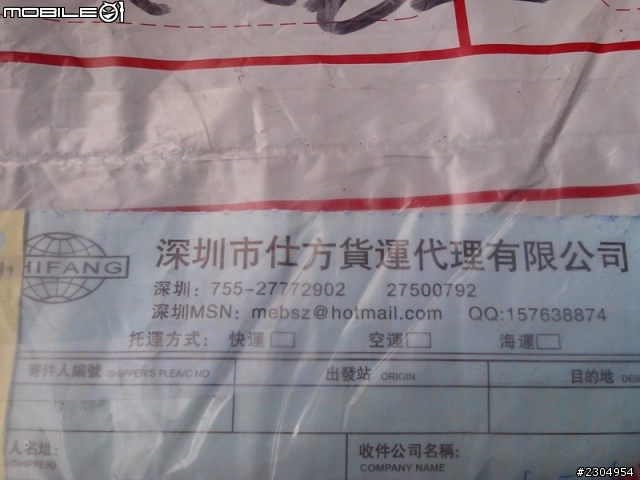 MOBILE01
HIFANG
深圳市仕方貨運代理有限公司
深圳：755-27772902 27500792
深圳MSN：mebsz@hotmail.com QQ:157638874
托運方式： 快運 空運 海運
寄件人編號 SHIPPER'S PLEA/C NO 出發站 ORIGIN 目的地 DES
人名址: 收件公司名稱:
(SHIPPER) COMPANY NAME
#2304954